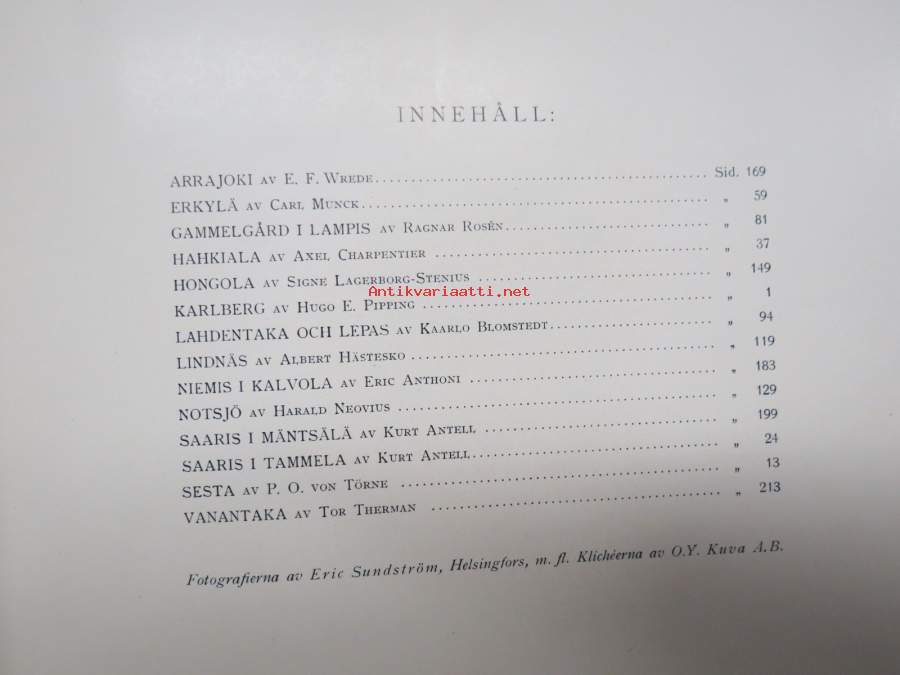 INNEHÅLL:
ARRAJOKI AV E. F. WREDE Sid. 169
ERKYLÄ AV CARL MUNCK „ 59
GAMMELGÅRD I LAMPIS AV RAGNAR ROSÉN „ 81
HAHKIALA AV AXEL CHARPENTIER „ 37
HONGOLA AV SIGNE LAGERBORG-STENIUS „ 149
Antikvariaatti.net
KARLBERG AV HUGO E. PIPPING „ 1
LAHDENTAKA OCH LEPAS AV KAARLO BLOMSTEDT „ 94
LINDNÄS AV ALBERT HÄSTESKO „ 119
NIEMIS I KALVOLA AV ERIC ANTHONI „ 183
NOTSJÖ AV HARALD NEOVIUS „ 129
SAARIS I MÄNTSÄLÄ AV KURT ANTELL „ 199
SAARIS I TAMMELA AV KURT ANTELL „ 24
SESTA AV P. O. VON TÖRNE „ 13
VANANTAKA AV TOR THERMAN „ 213
Fotografierna av Eric Sundström, Helsingfors, m. fl. Klichéerna av O.Y. Kuva A.B.